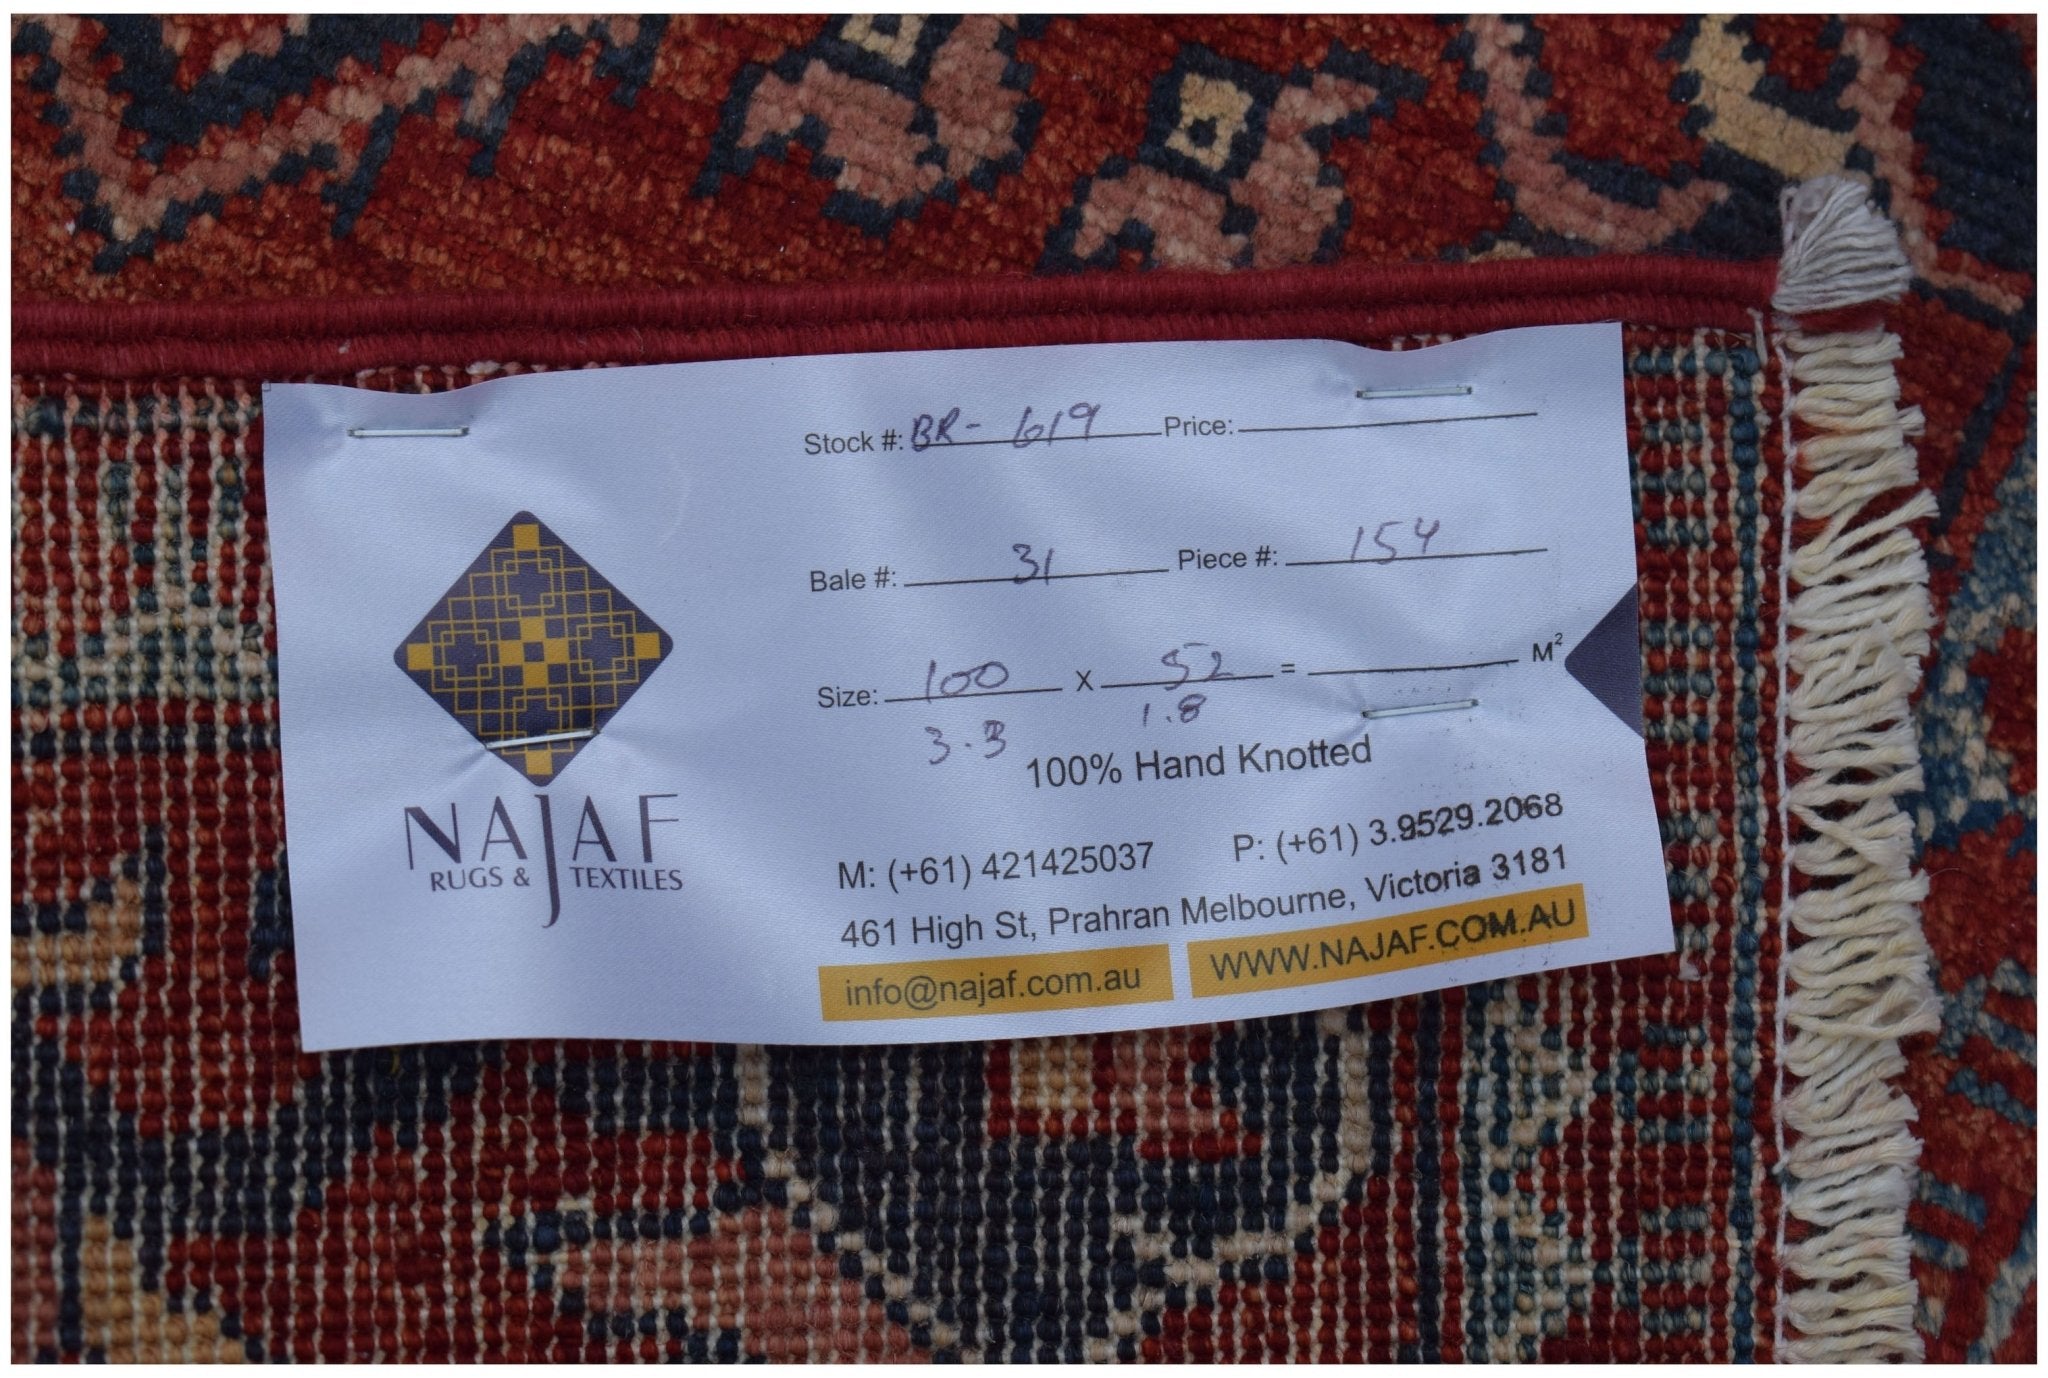 NAJAF
RUGS & TEXTILES
Stock #: BR- 619 Price:
Bale #: 31 Piece #: 154
Size: 100 X 52 = M²
3.3 1.8
100% Hand Knotted
M: (+61) 421425037 P: (+61) 3.9529.2068
461 High St, Prahran Melbourne, Victoria 3181
info@najaf.com.au WWW.NAJAF.COM.AU